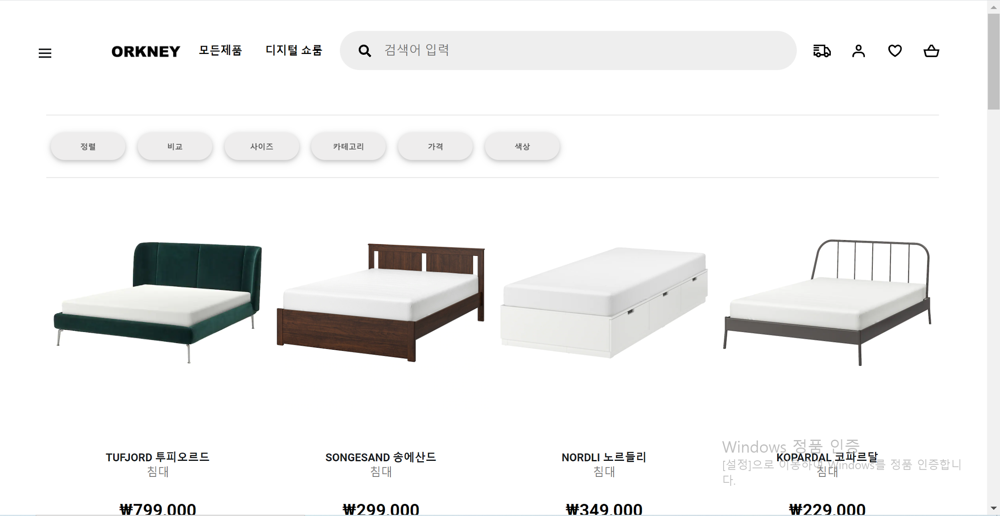 ORKNEY 모든제품 디지털 쇼룸 검색어 입력
정렬 비교 사이즈 카테고리 가격 색상
TUFJORD 투피오르드 SONGESAND 송에산드 NORDLI 노르들리 KOPARDAL 코파르달
침대 침대 침대 침대
₩799,000 ₩299,000 ₩349,000 ₩229,000
Windows 정품 인증
[설정]으로 이동하여 Windows를 정품 인증합니
다.